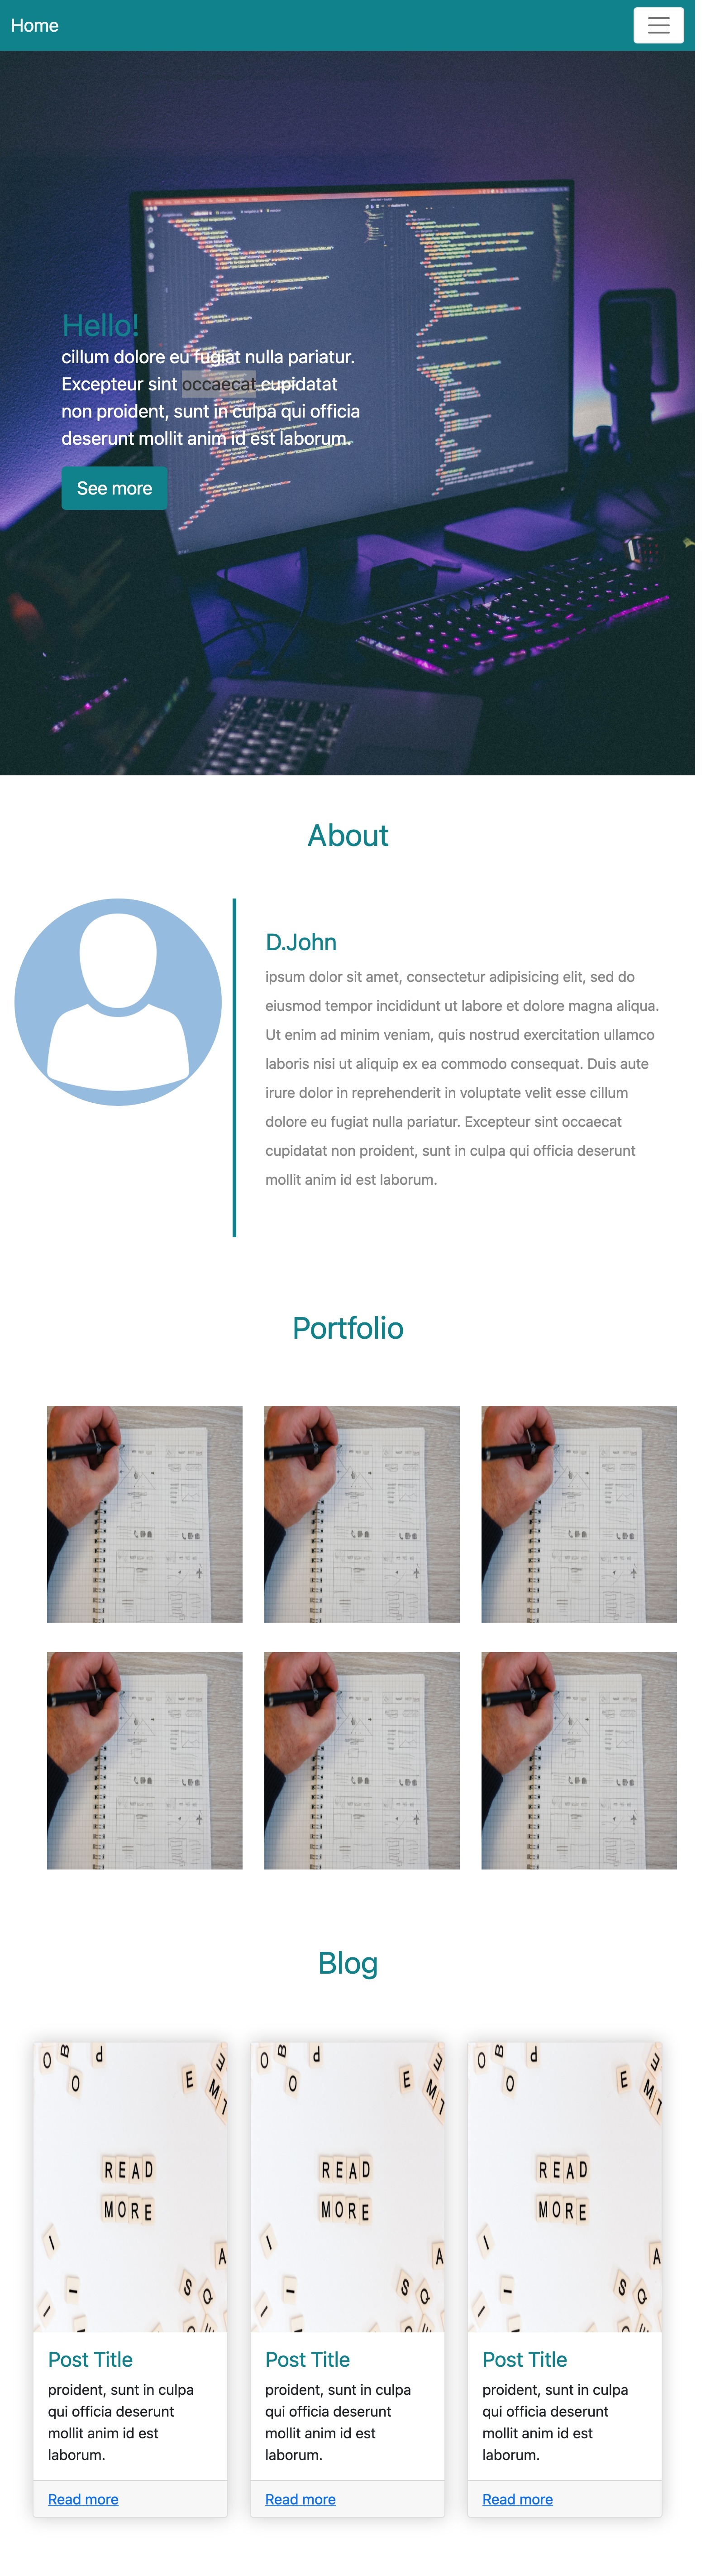 Home
Hello!
cillum dolore eu fugiat nulla pariatur.
Excepteur sint occaecat cupidatat
non proident, sunt in culpa qui officia
deserunt mollit anim id est laborum.
See more
About
D.John
ipsum dolor sit amet, consectetur adipisicing elit, sed do
eiusmod tempor incididunt ut labore et dolore magna aliqua.
Ut enim ad minim veniam, quis nostrud exercitation ullamco
laboris nisi ut aliquip ex ea commodo consequat. Duis aute
irure dolor in reprehenderit in voluptate velit esse cillum
dolore eu fugiat nulla pariatur. Excepteur sint occaecat
cupidatat non proident, sunt in culpa qui officia deserunt
mollit anim id est laborum.
Portfolio
Blog
READ
MORE
READ
MORE
READ
MORE
Post Title
proident, sunt in culpa
qui officia deserunt
mollit anim id est
laborum.
Read more
Post Title
proident, sunt in culpa
qui officia deserunt
mollit anim id est
laborum.
Read more
Post Title
proident, sunt in culpa
qui officia deserunt
mollit anim id est
laborum.
Read more